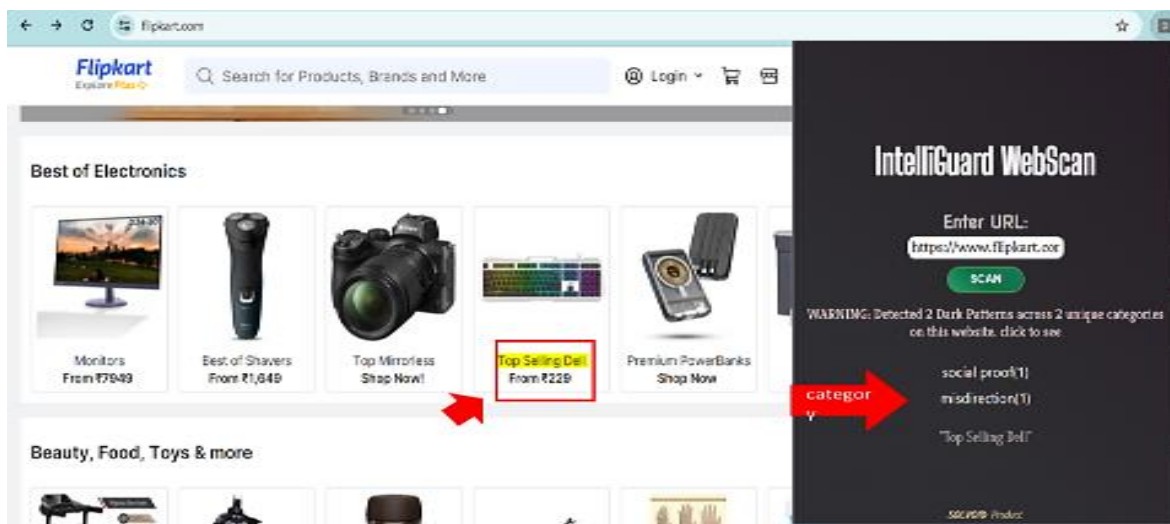 flipkart.com
Flipkart
Explore Plus
Search for Products, Brands and More
Login
Best of Electronics
Monitors
From ₹7949
Best of Shavers
From ₹1,649
Top Mirrorless
Shop Now!
Top Selling Dell
From ₹229
Premium PowerBanks
Shop Now
Beauty, Food, Toys & more
IntelliGuard WebScan
Enter URL:
https://www.flipkart.cor
SCAN
WARNING: Detected 2 Dark Patterns across 2 unique categories
on this website. click to see
social proof(1)
misdirection(1)
categor
y
"Top Selling Dell"
Product